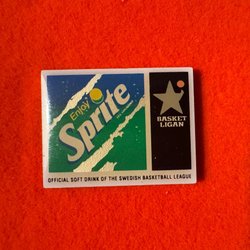 Enjoy
Sprite
BASKET
LIGAN
OFFICIAL SOFT DRINK OF THE SWEDISH BASKETBALL LEAGUE